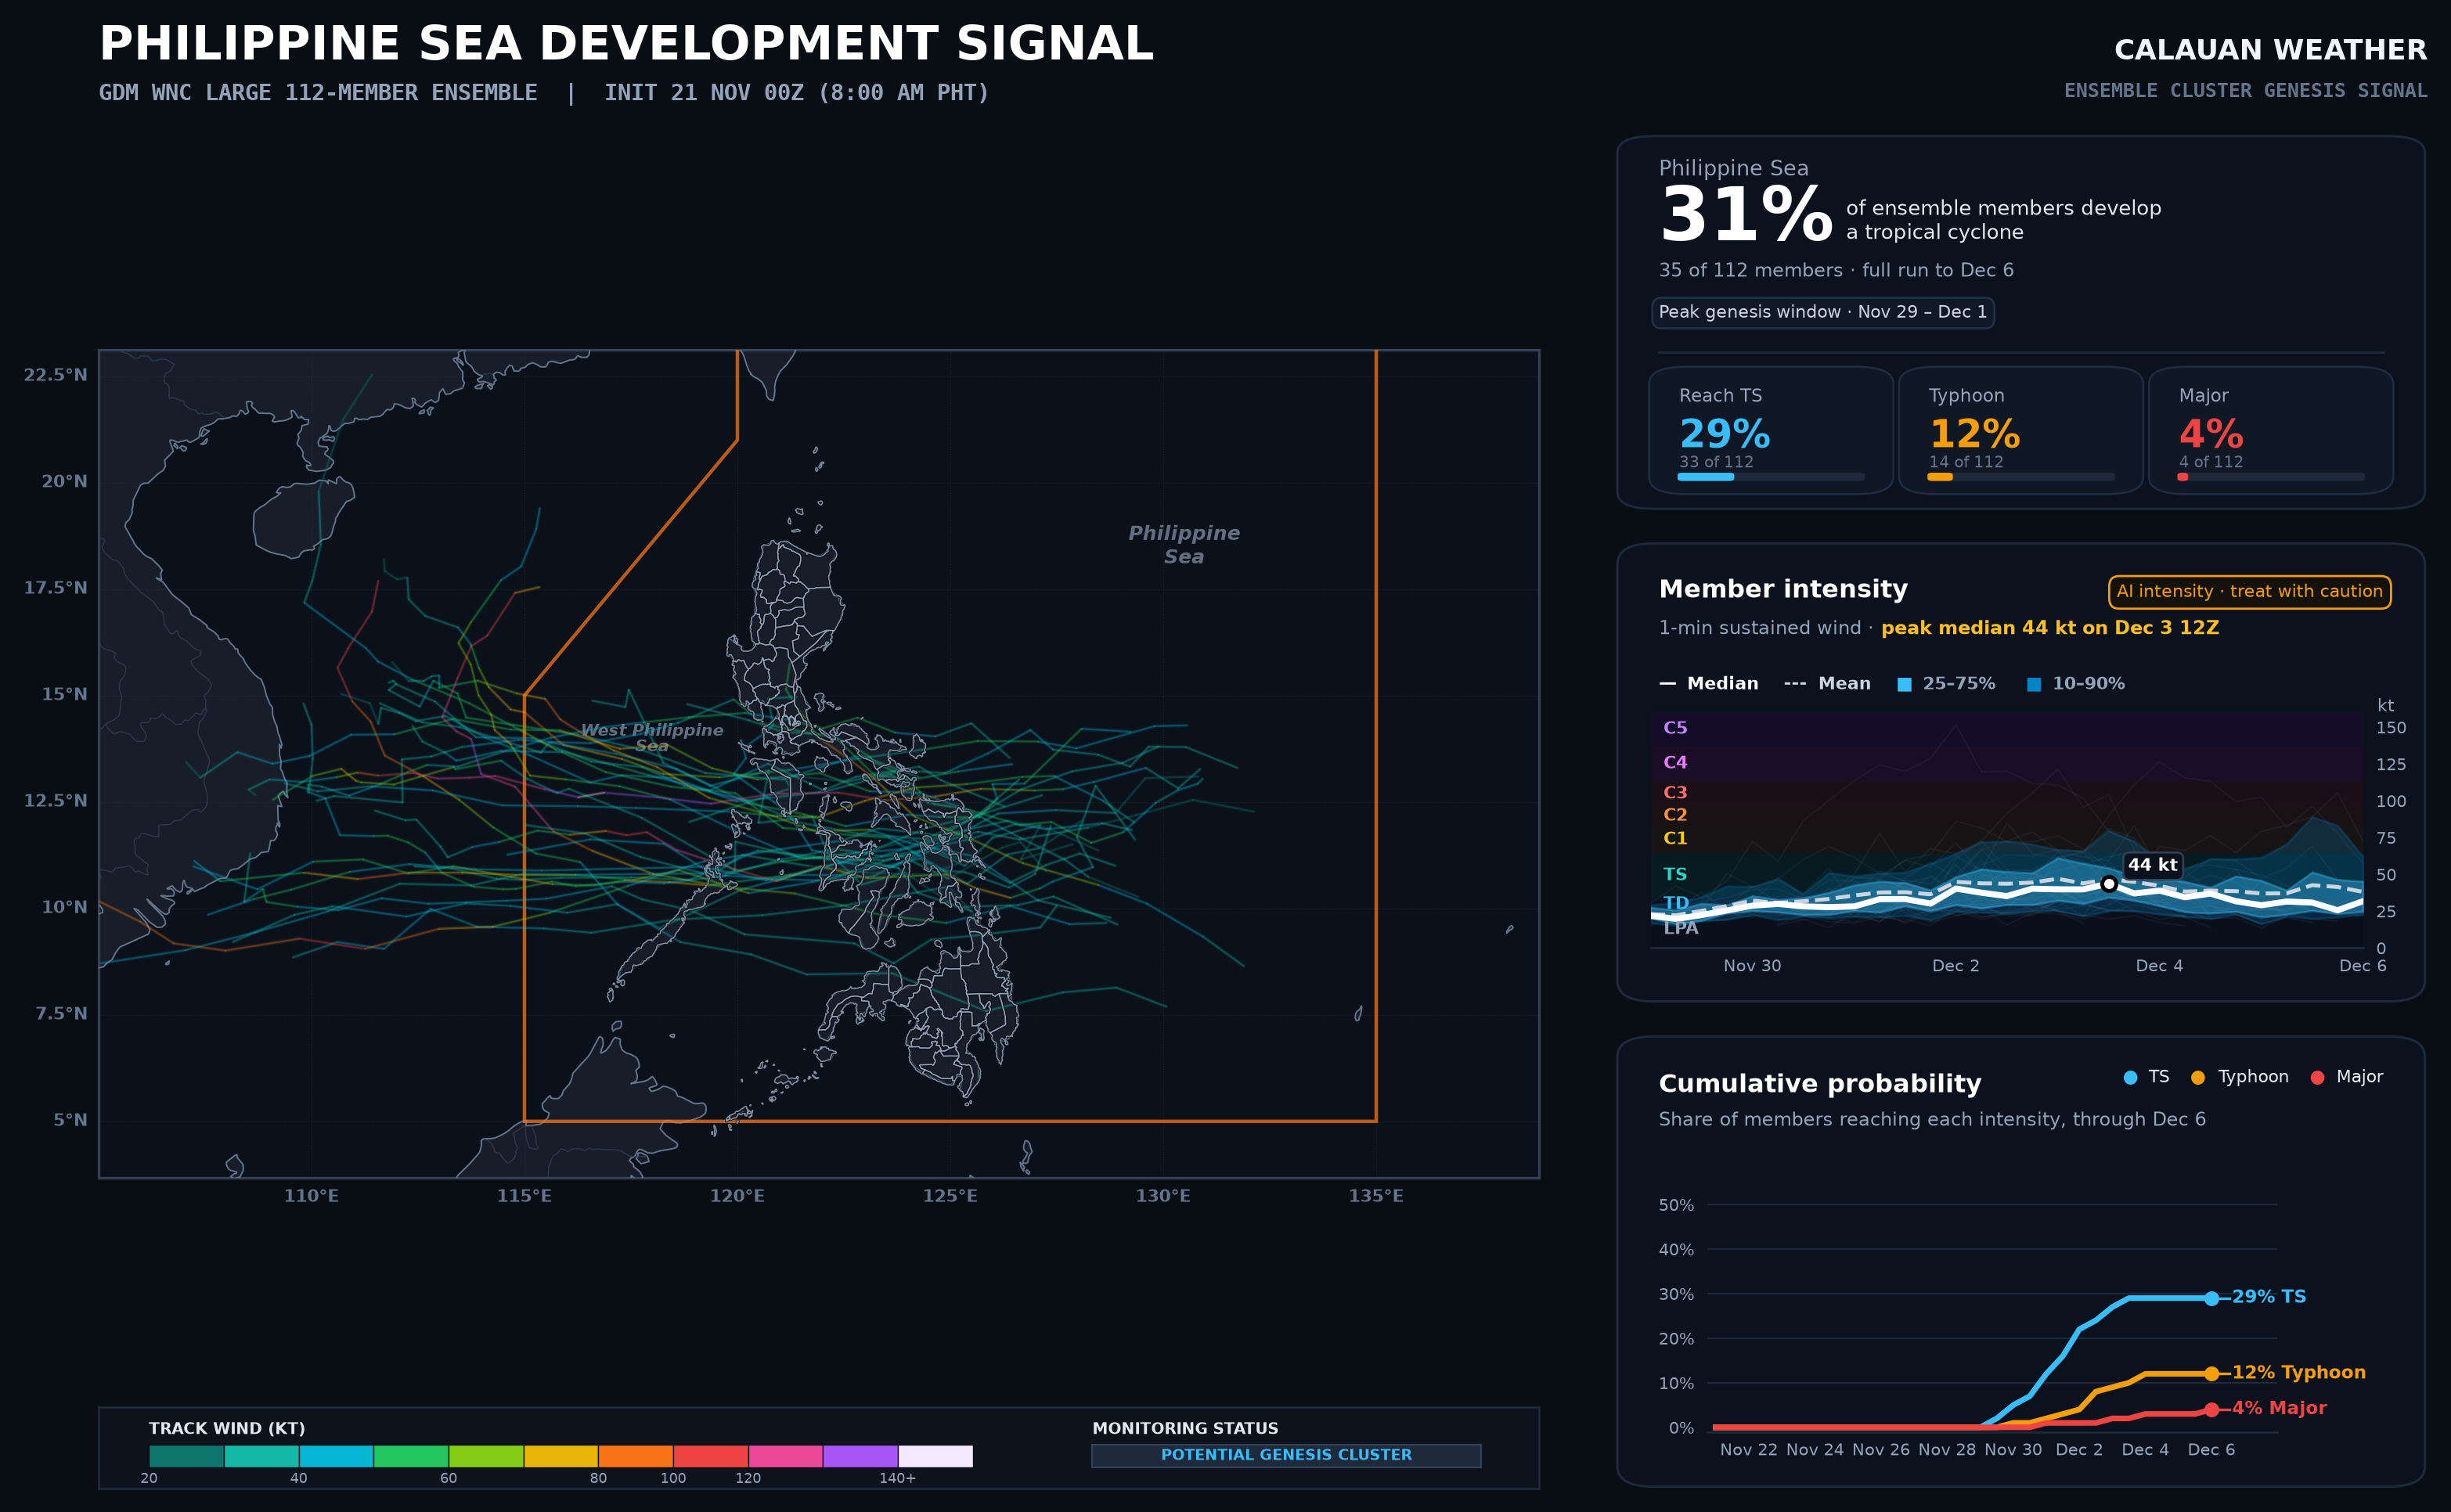 PHILIPPINE SEA DEVELOPMENT SIGNAL
GDM WNC LARGE 112-MEMBER ENSEMBLE | INIT 21 NOV 00Z (8:00 AM PHT)
CALAUAN WEATHER
ENSEMBLE CLUSTER GENESIS SIGNAL
22.5°N
20°N
17.5°N
15°N
12.5°N
10°N
7.5°N
5°N
110°E
115°E
120°E
125°E
130°E
135°E
Philippine
Sea
West Philippine
Sea
TRACK WIND (KT)
20
40
60
80
100
120
140+
MONITORING STATUS
POTENTIAL GENESIS CLUSTER
Philippine Sea
31%
of ensemble members develop
a tropical cyclone
35 of 112 members · full run to Dec 6
Peak genesis window · Nov 29 – Dec 1
Reach TS
29%
33 of 112
Typhoon
12%
14 of 112
Major
4%
4 of 112
Member intensity
AI intensity · treat with caution
1-min sustained wind · peak median 44 kt on Dec 3 12Z
Median
Mean
25–75%
10–90%
kt
C5
C4
C3
C2
C1
TS
TD
LPA
44 kt
150
125
100
75
50
25
0
Nov 30
Dec 2
Dec 4
Dec 6
Cumulative probability
TS
Typhoon
Major
Share of members reaching each intensity, through Dec 6
50%
40%
30%
20%
10%
0%
29% TS
12% Typhoon
4% Major
Nov 22
Nov 24
Nov 26
Nov 28
Nov 30
Dec 2
Dec 4
Dec 6